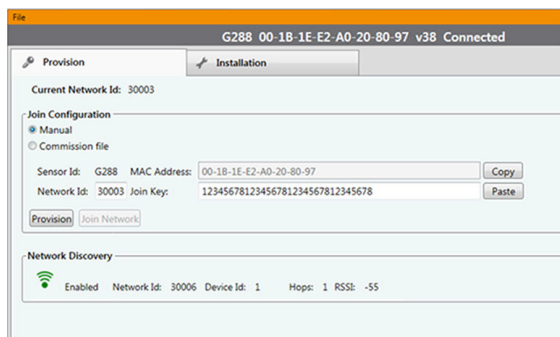 File
G288 00-1B-1E-E2-A0-20-80-97 v38 Connected
Provision Installation
Current Network Id: 30003
Join Configuration
Manual
Commission file
Sensor Id: G288 MAC Address: 00-1B-1E-E2-A0-20-80-97 Copy
Network Id: 30003 Join Key: 12345678123456781234567812345678 Paste
Provision Join Network
Network Discovery
Enabled Network Id: 30006 Device Id: 1 Hops: 1 RSSI: -55